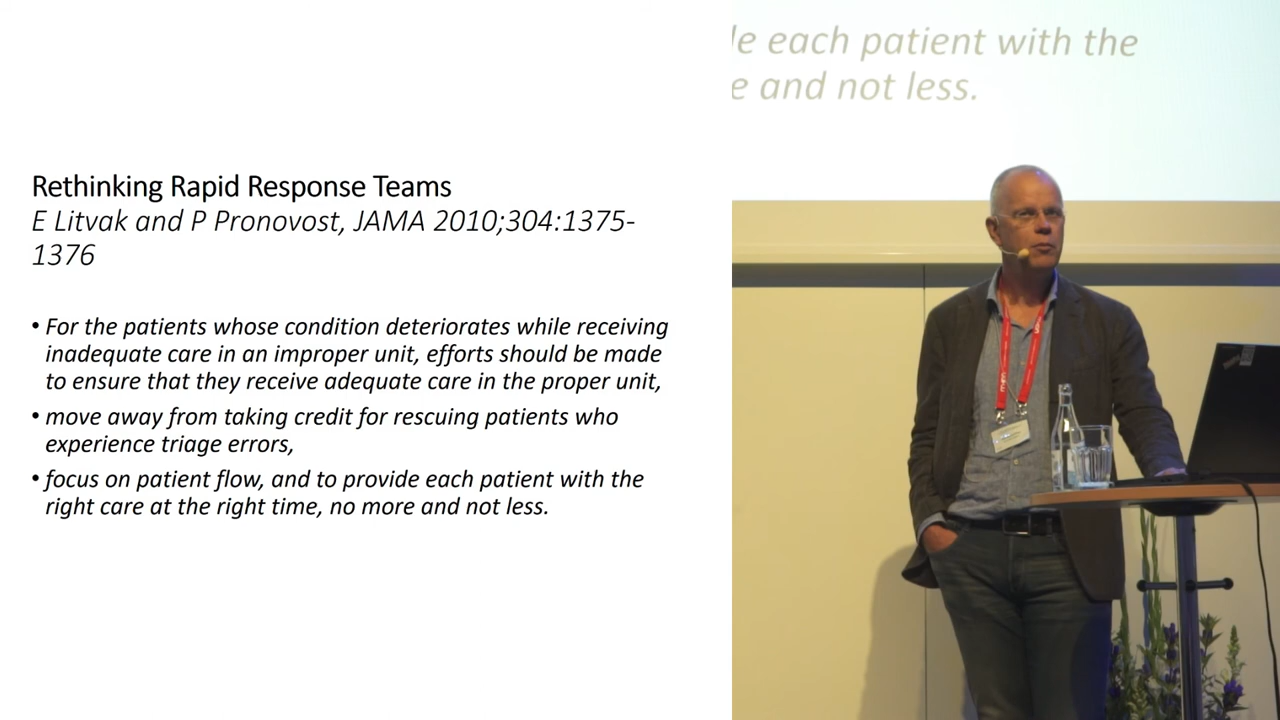 Rethinking Rapid Response Teams
E Litvak and P Pronovost, JAMA 2010;304:1375-
1376
• For the patients whose condition deteriorates while receiving
inadequate care in an improper unit, efforts should be made
to ensure that they receive adequate care in the proper unit,
• move away from taking credit for rescuing patients who
experience triage errors,
• focus on patient flow, and to provide each patient with the
right care at the right time, no more and not less.
le each patient with the
e and not less.